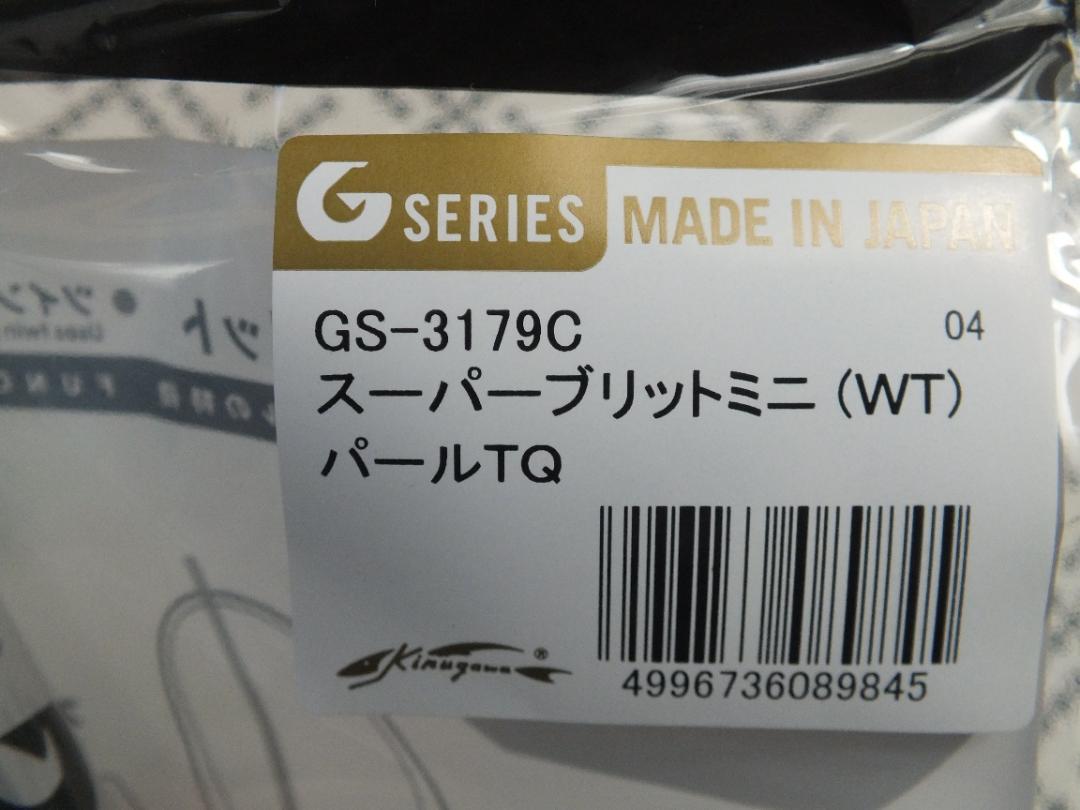 G SERIES MADE IN JAPAN
GS-3179C 04
スーパーブリットミニ (WT)
パールTQ
Kinugawa®
4996736089845